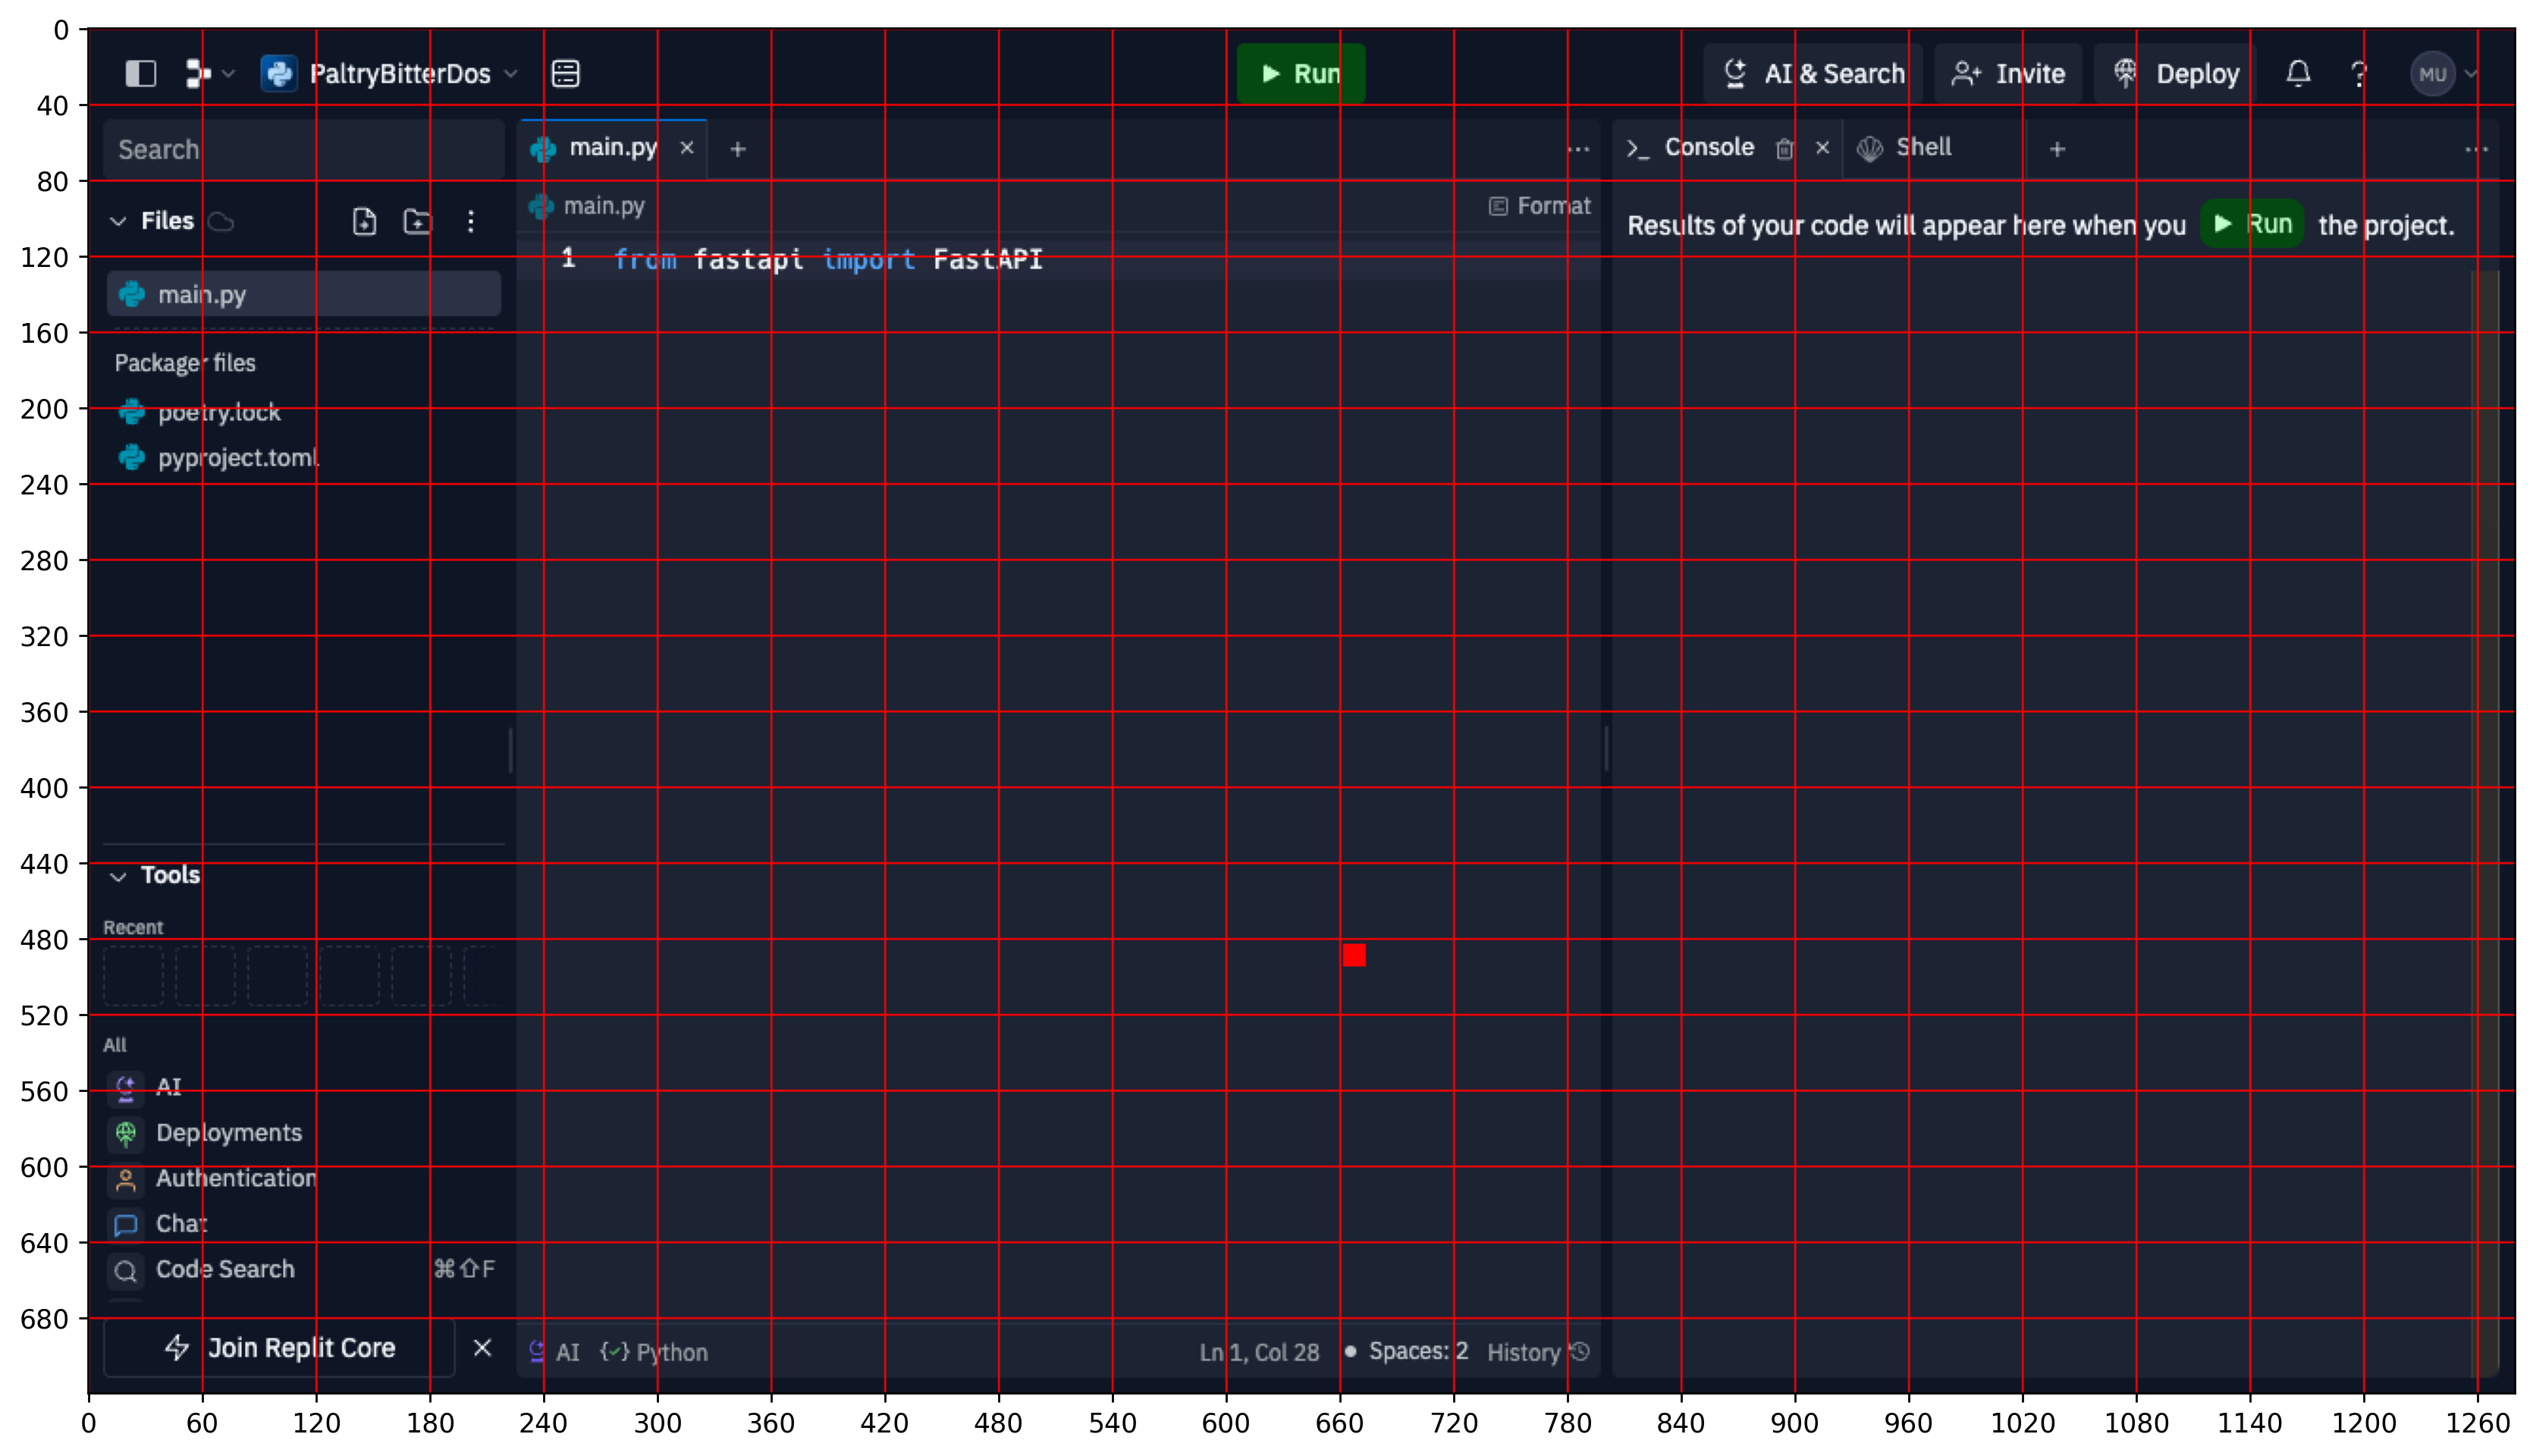 PaltryBitterDos
Run
AI & Search
Invite
Deploy
?
MU
Search
main.py
Console
Shell
Files
main.py
Format
Results of your code will appear here when you Run the project.
1 from fastapi import FastAPI
main.py
Packager files
poetry.lock
pyproject.toml
Tools
Recent
All
AI
Deployments
Authentication
Chat
Code Search ⌘⇧F
Join Replit Core
AI
Python
Ln 1, Col 28
Spaces: 2
History
0
40
80
120
160
200
240
280
320
360
400
440
480
520
560
600
640
680
0 60 120 180 240 300 360 420 480 540 600 660 720 780 840 900 960 1020 1080 1140 1200 1260